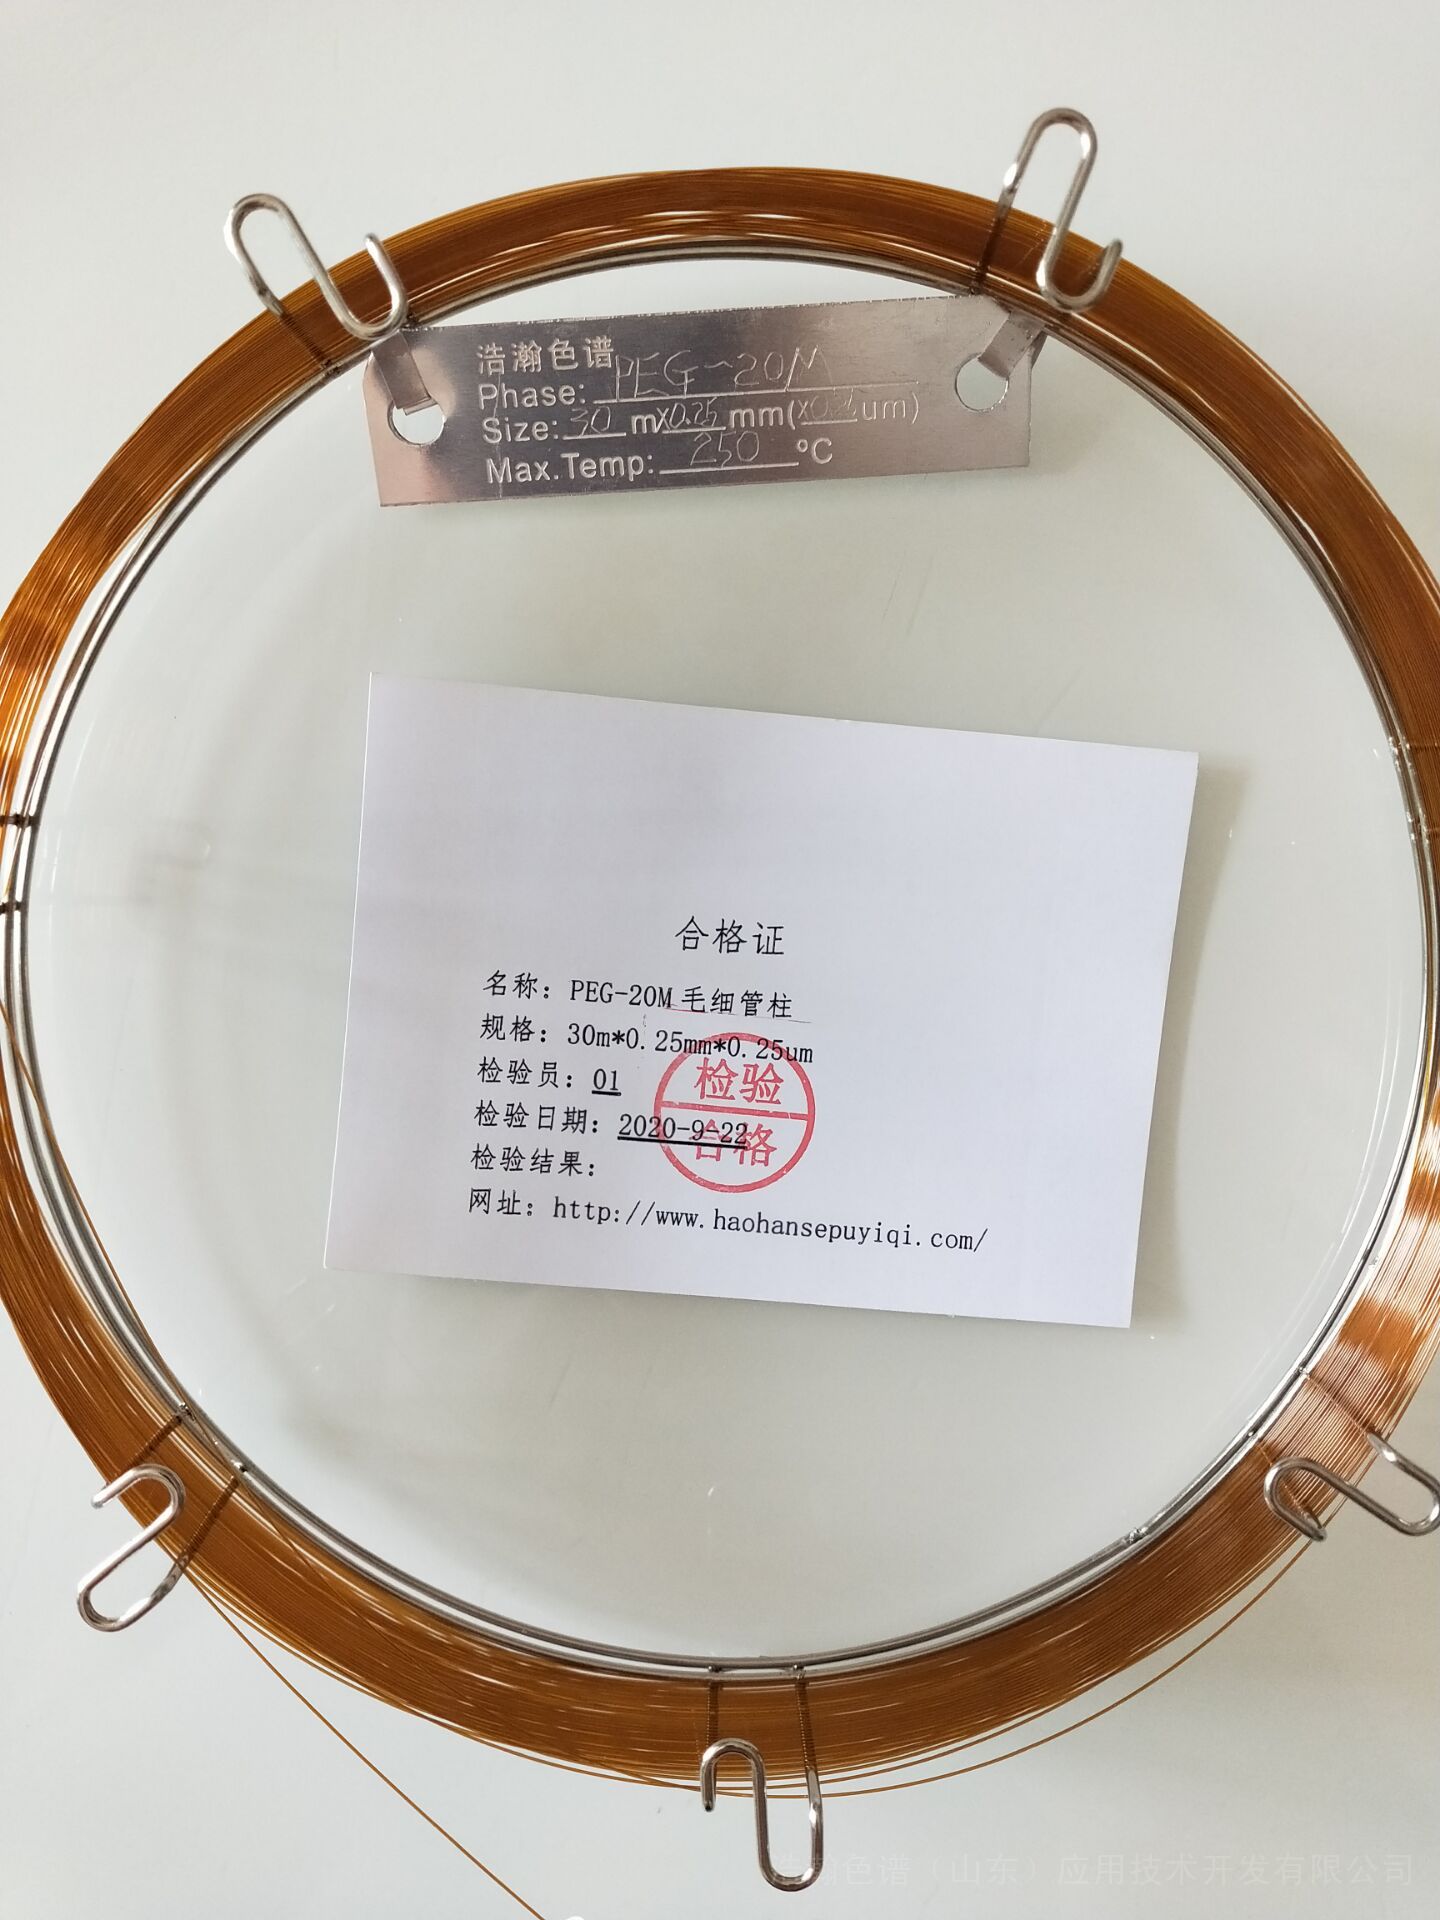 浩瀚色谱
Phase: PEG-20M
Size: 30 m×0.25 mm(×0.25 um)
Max.Temp: 250 ℃
合格证
名称：PEG-20M 毛细管柱
规格：30m*0.25mm*0.25um
检验员：01
检验日期：2020-9-22
检验结果：
检验
合格
网址：http://www.haohansepuyiqi.com/
浩瀚色谱（山东）应用技术开发有限公司